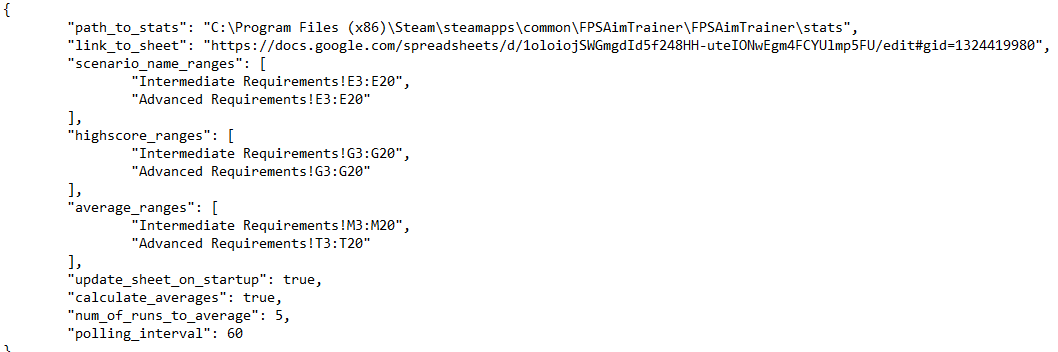 {
"path_to_stats": "C:\Program Files (x86)\Steam\steamapps\common\FPSAimTrainer\FPSAimTrainer\stats",
"link_to_sheet": "https://docs.google.com/spreadsheets/d/1oloiojSWGmgdId5f248HH-uteIONwEgm4FCYUlmp5FU/edit#gid=1324419980",
"scenario_name_ranges": [
"Intermediate Requirements!E3:E20",
"Advanced Requirements!E3:E20"
],
"highscore_ranges": [
"Intermediate Requirements!G3:G20",
"Advanced Requirements!G3:G20"
],
"average_ranges": [
"Intermediate Requirements!M3:M20",
"Advanced Requirements!T3:T20"
],
"update_sheet_on_startup": true,
"calculate_averages": true,
"num_of_runs_to_average": 5,
"polling_interval": 60
}